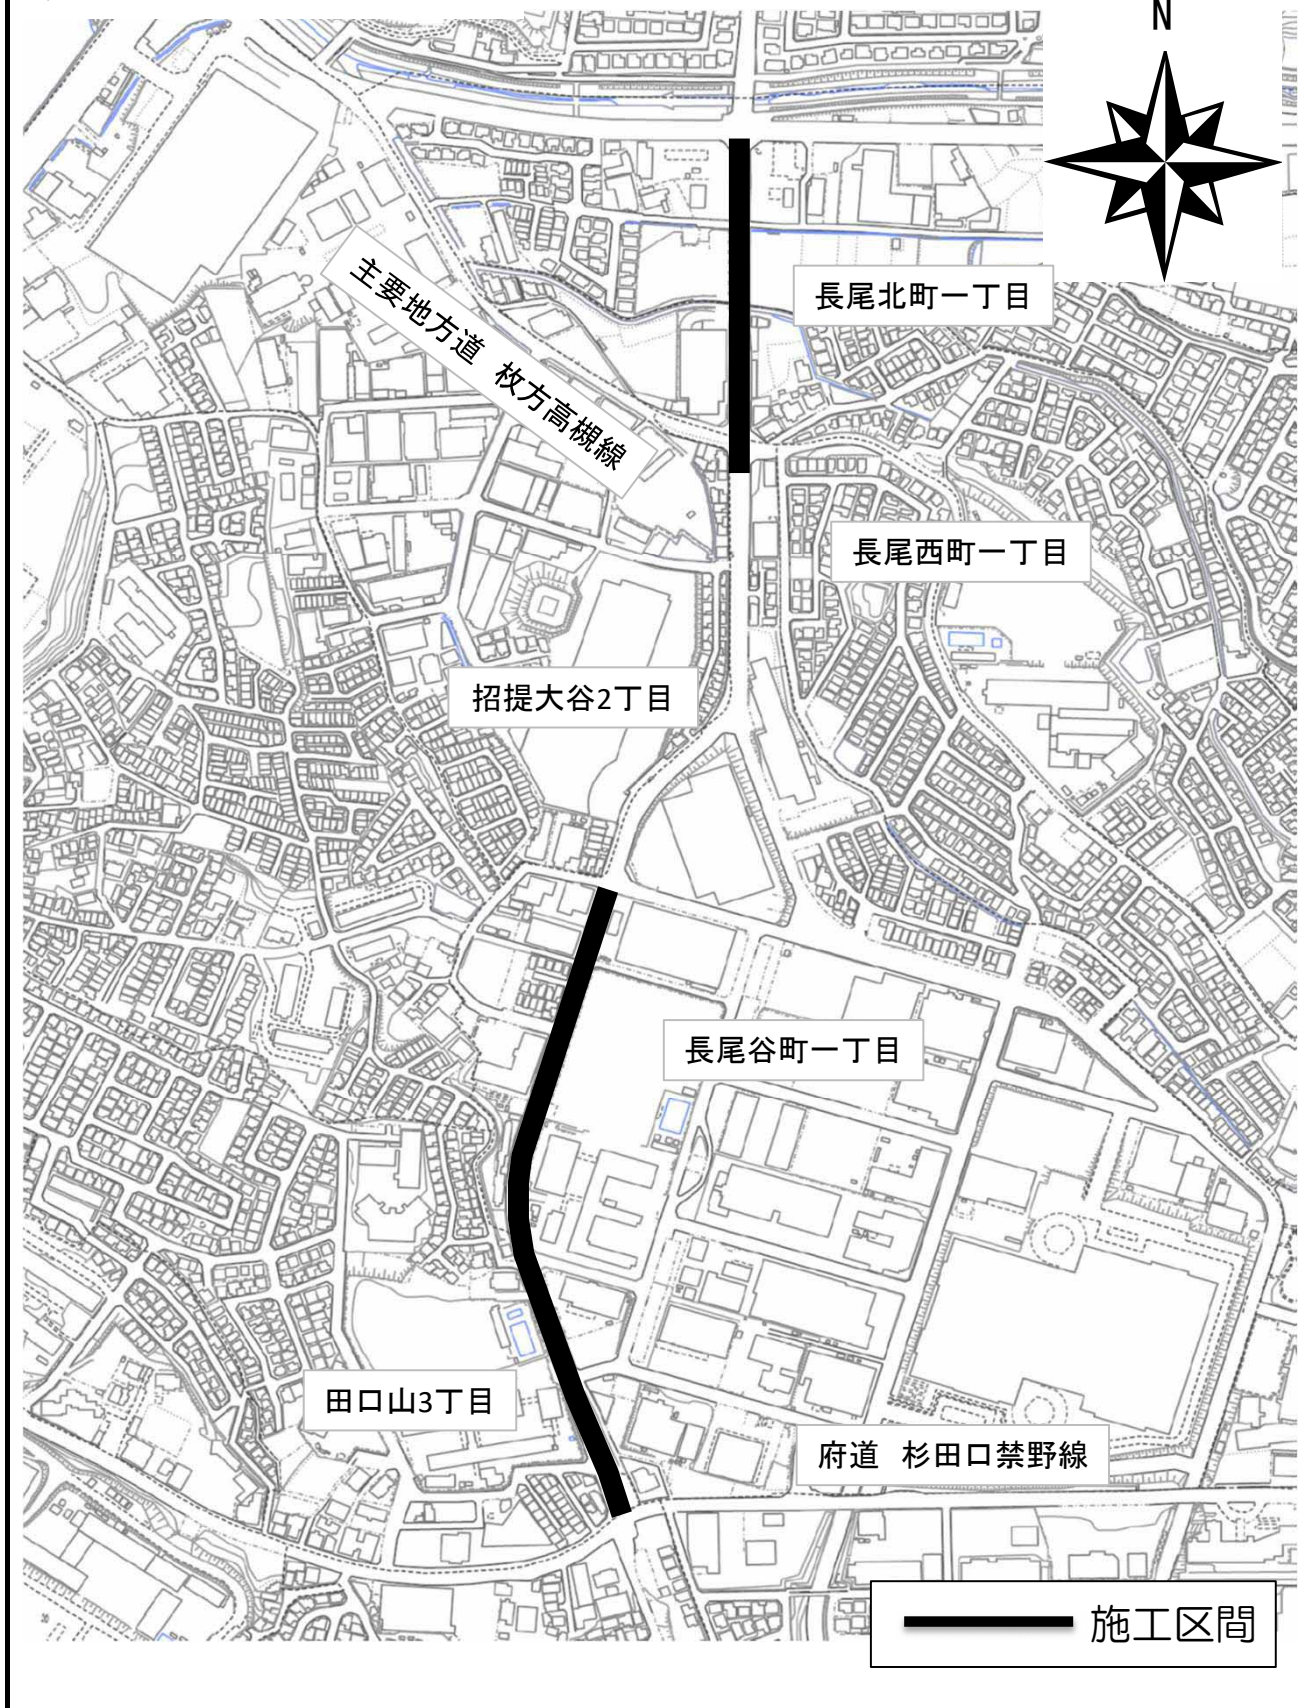 N
長尾北町一丁目
主要地方道　枚方高槻線
長尾西町一丁目
招提大谷2丁目
長尾谷町一丁目
田口山3丁目
府道　杉田口禁野線
施工区間